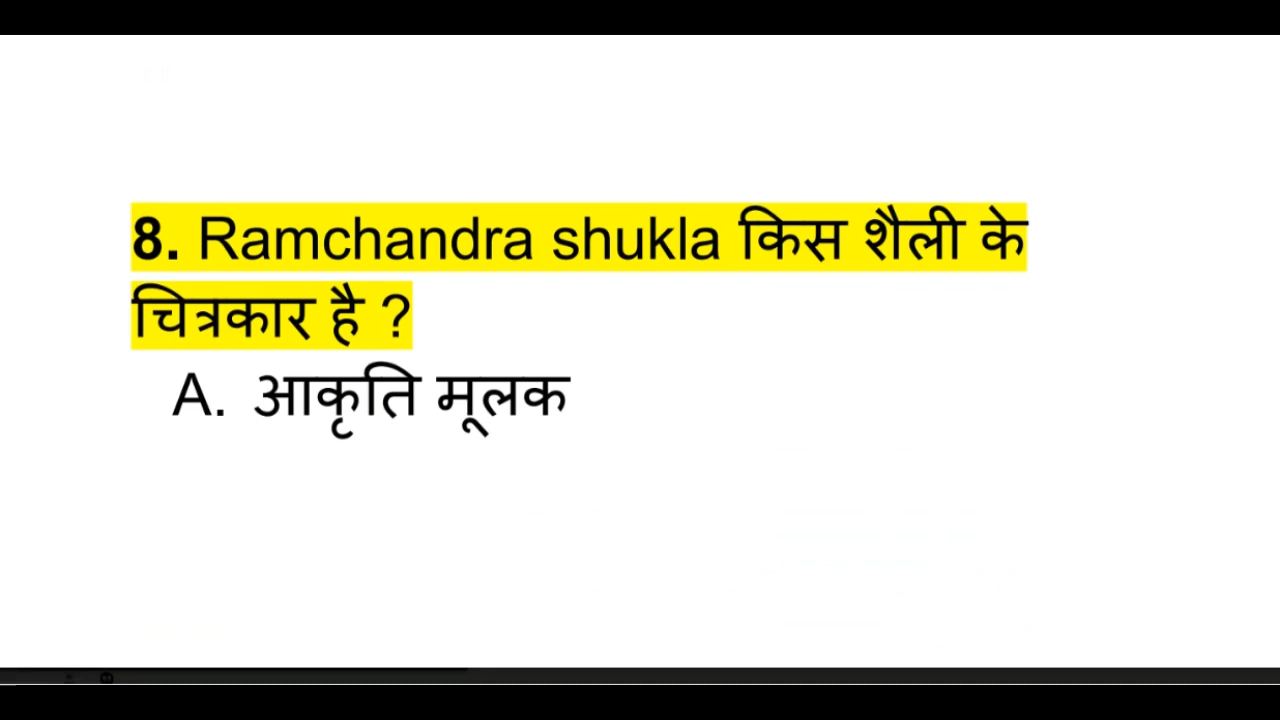 8. Ramchandra shukla किस शैली के
चित्रकार है ?
A. आकृति मूलक